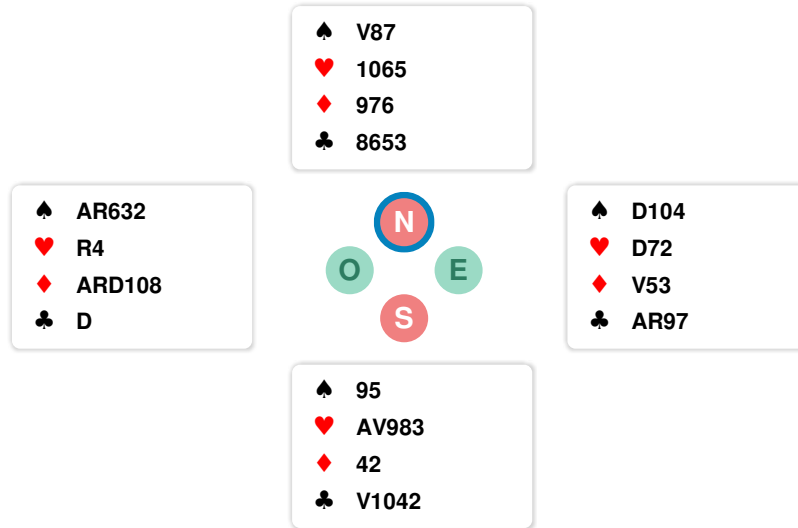 ♠ V87
♥ 1065
♦ 976
♣ 8653
♠ AR632
♥ R4
♦ ARD108
♣ D
N
O E
S
♠ D104
♥ D72
♦ V53
♣ AR97
♠ 95
♥ AV983
♦ 42
♣ V1042